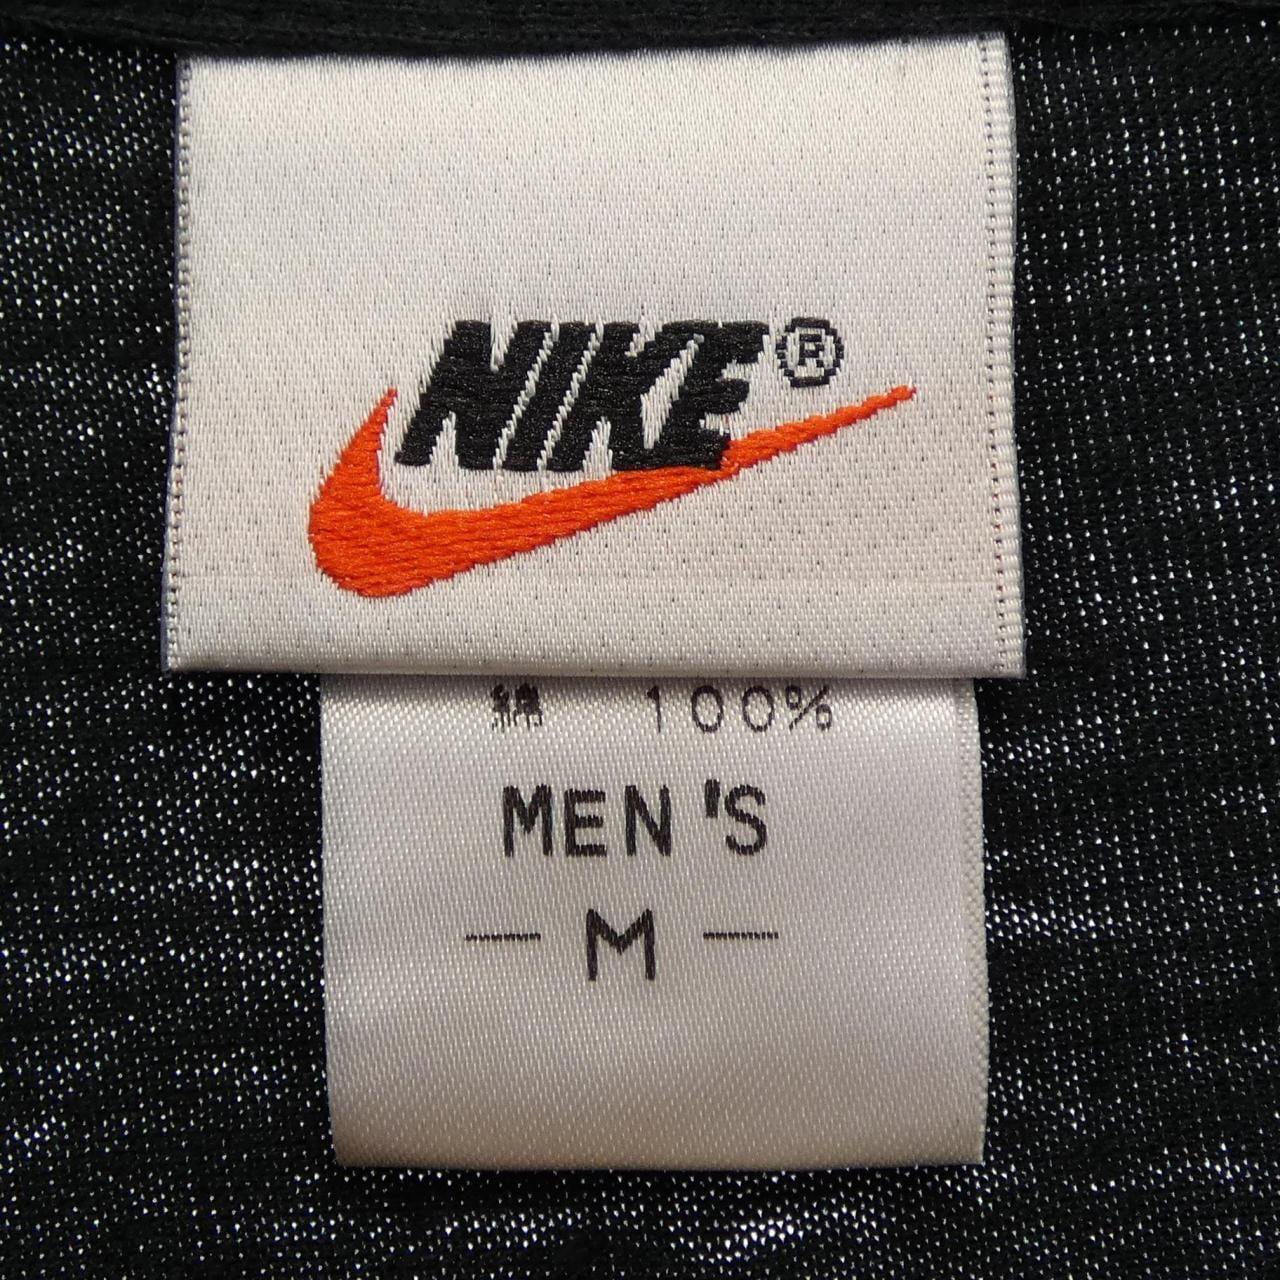 NIKE®
綿 100%
MEN'S
— M —